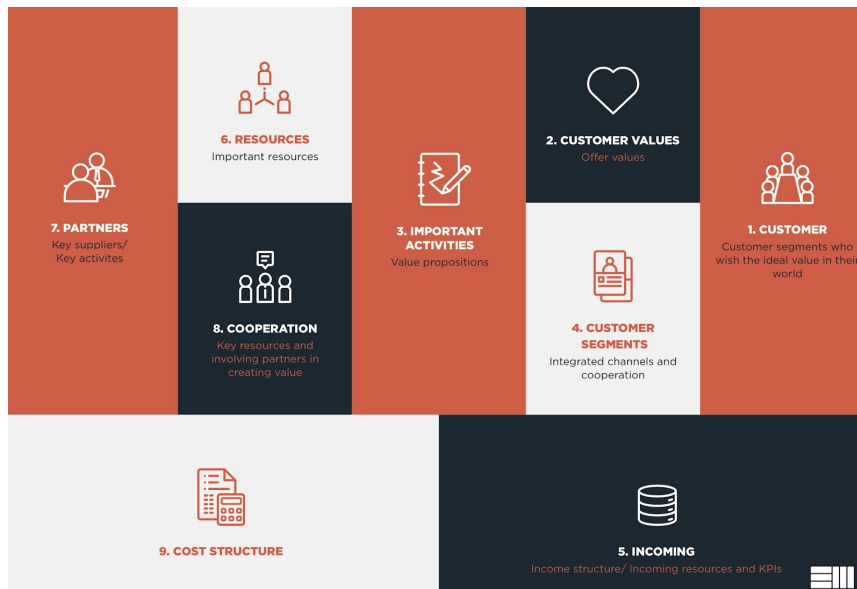 7. PARTNERS
Key suppliers/
Key activites
6. RESOURCES
Important resources
8. COOPERATION
Key resources and
involving partners in
creating value
3. IMPORTANT
ACTIVITIES
Value propositions
2. CUSTOMER VALUES
Offer values
4. CUSTOMER
SEGMENTS
Integrated channels and
cooperation
1. CUSTOMER
Customer segments who
wish the ideal value in their
world
9. COST STRUCTURE
5. INCOMING
Income structure/ Incoming resources and KPIs